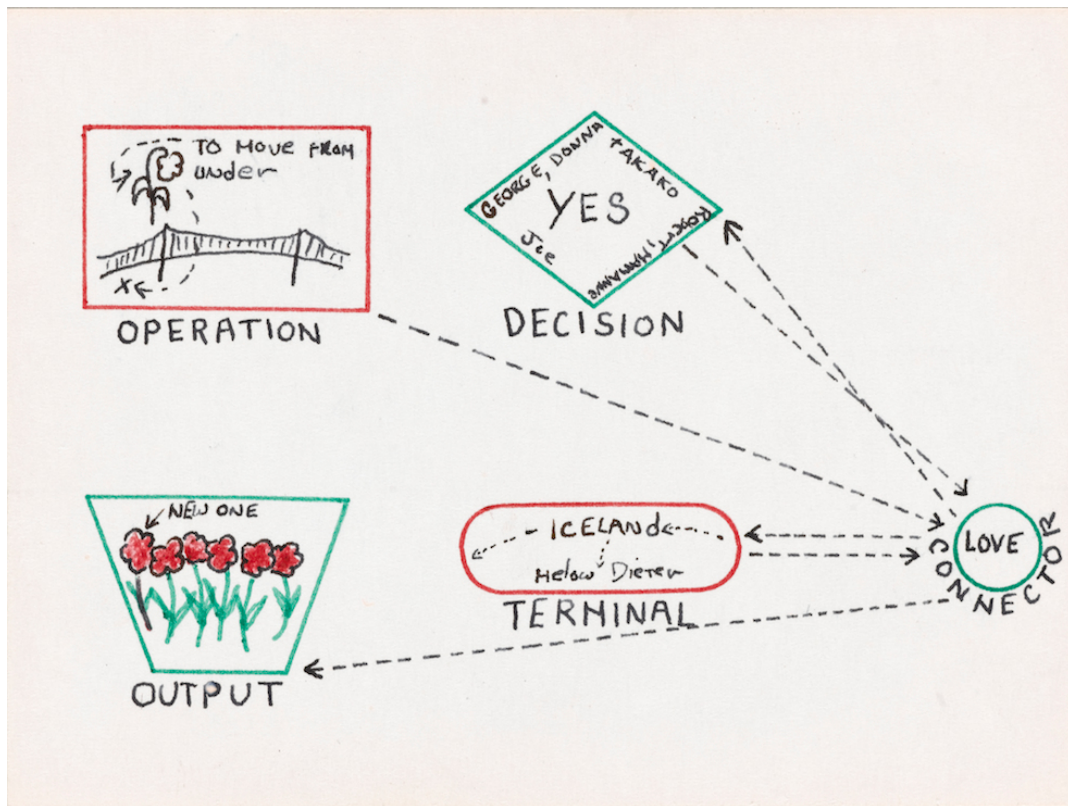 TO MOVE FROM
under
X
OPERATION
GEORGE, DONNA
TAKAKO
YES
Joe
ROBERT, HAMANNE
DECISION
NEW ONE
OUTPUT
ICELAND
Helow Dieter
TERMINAL
LOVE
CONNECTOR